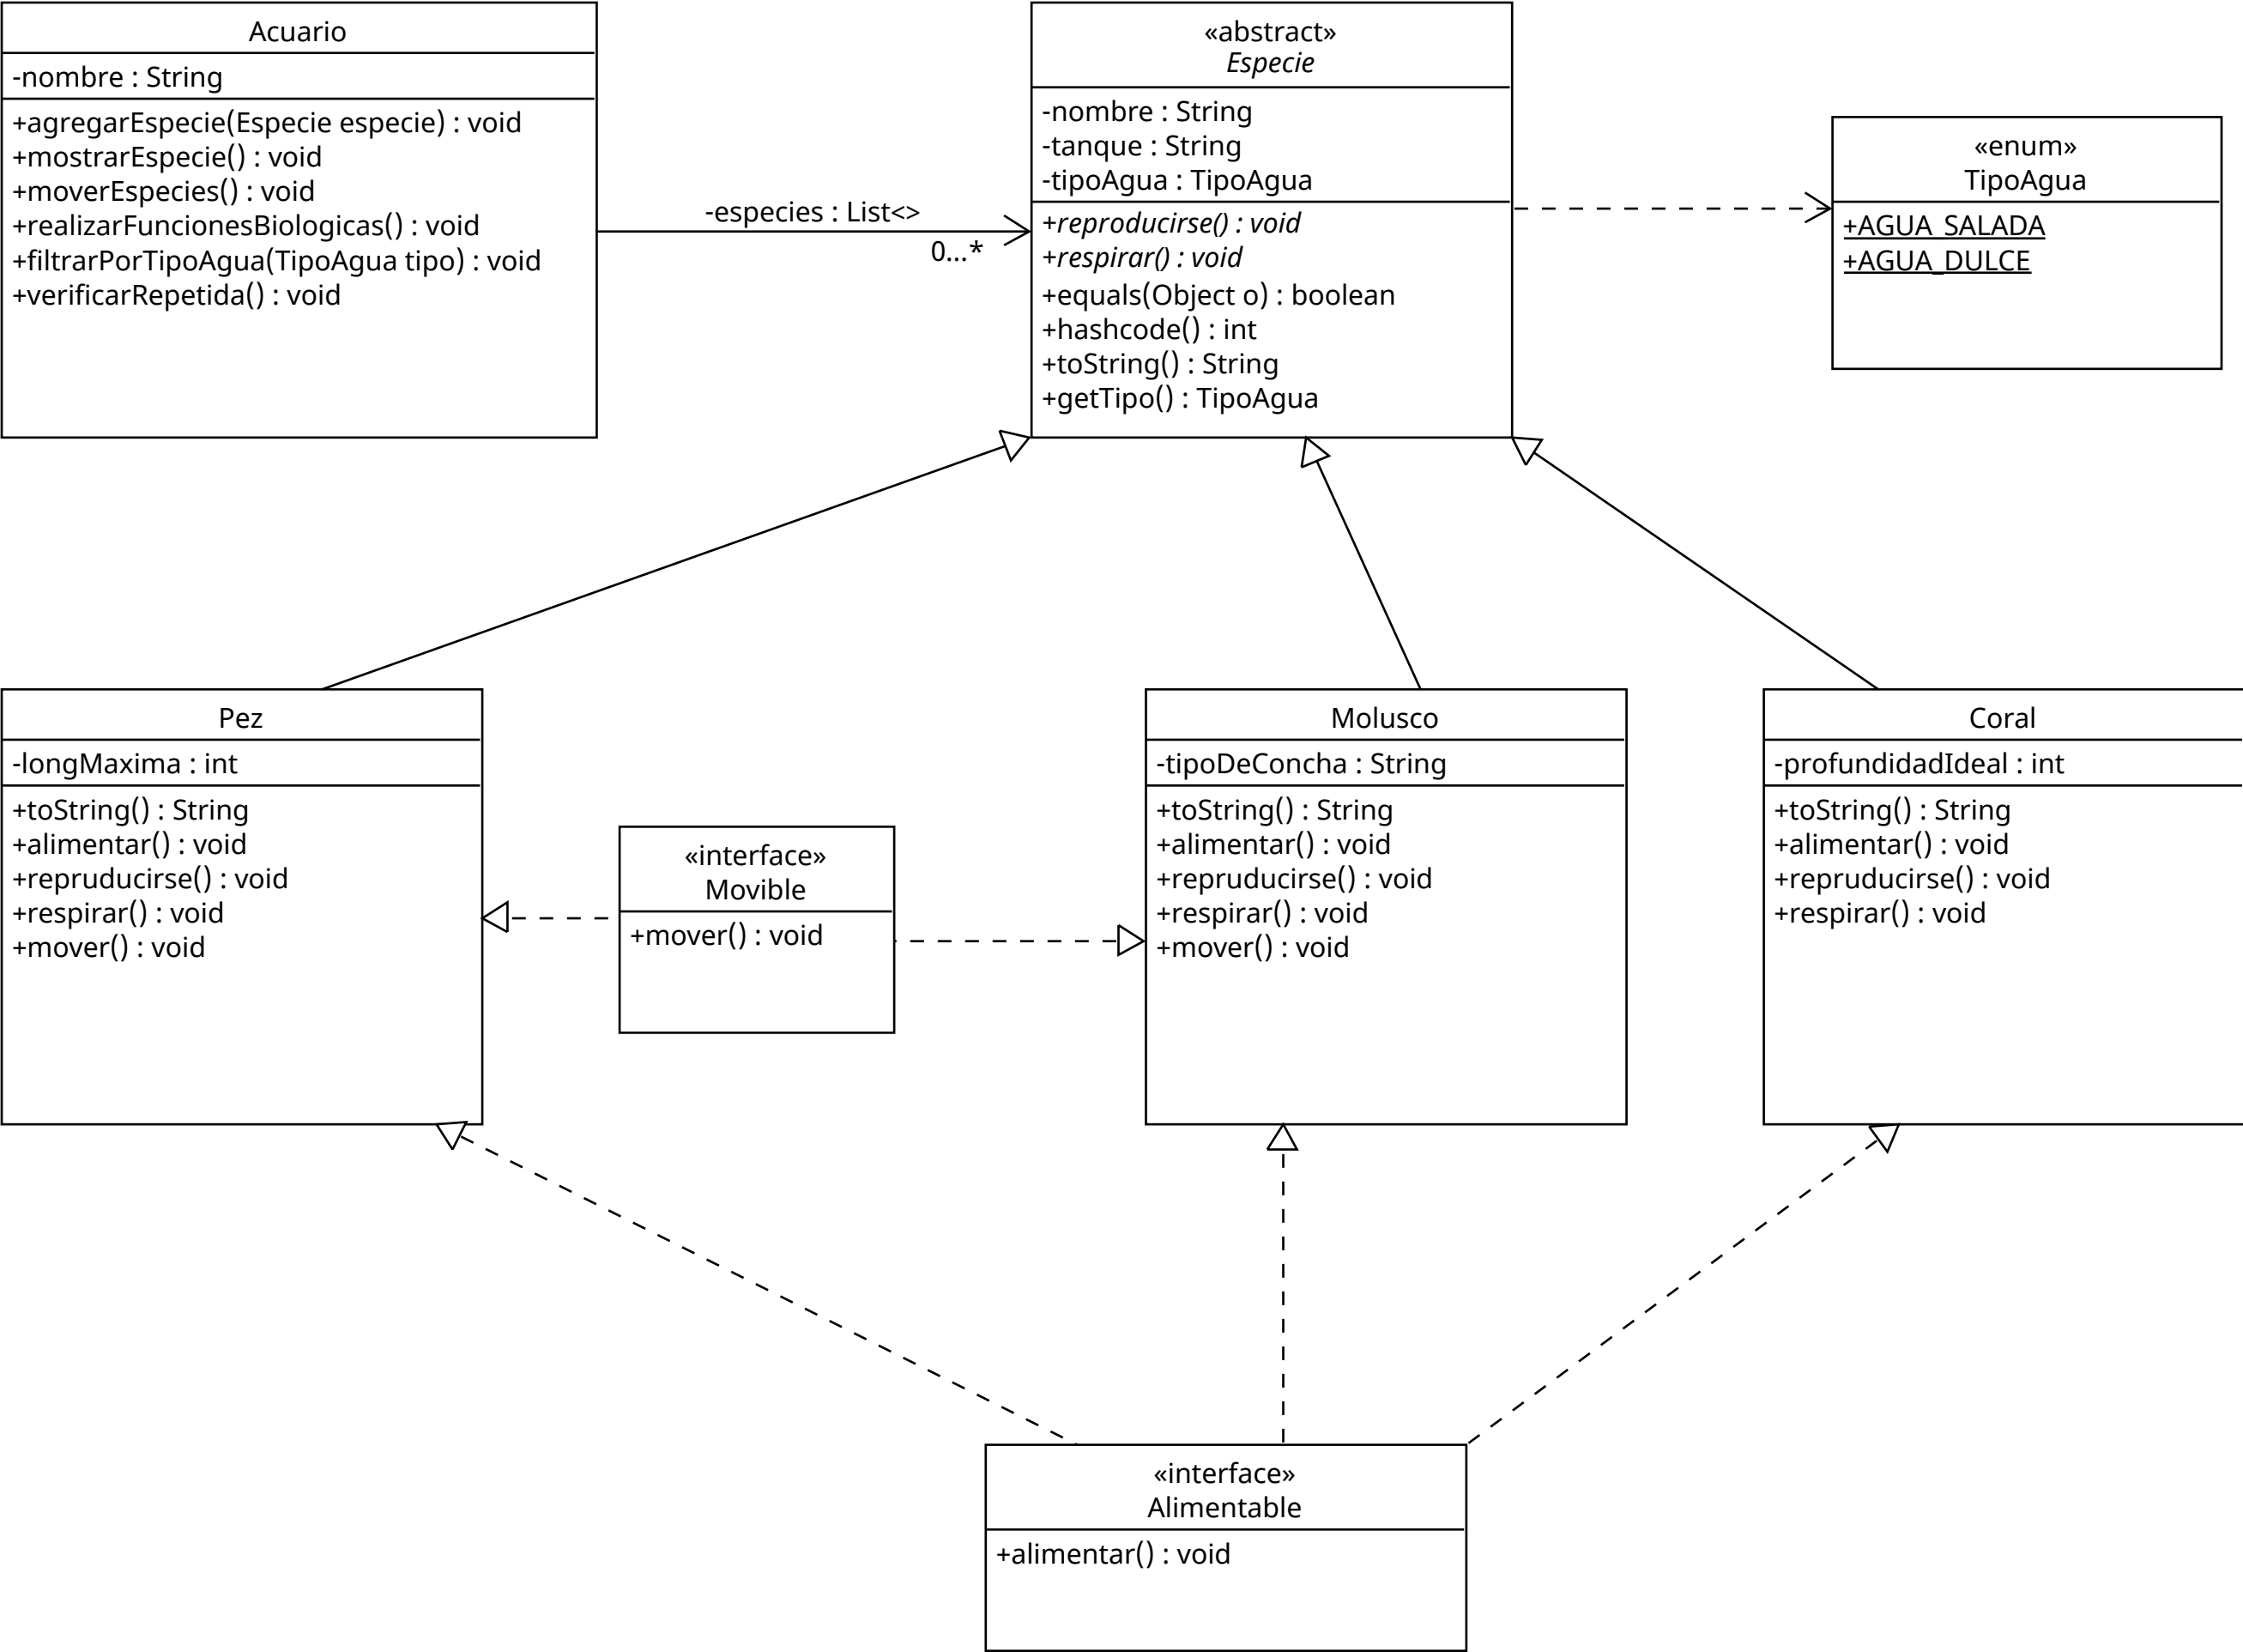 Acuario
-nombre : String
+agregarEspecie(Especie especie) : void
+mostrarEspecie() : void
+moverEspecies() : void
+realizarFuncionesBiologicas() : void
+filtrarPorTipoAgua(TipoAgua tipo) : void
+verificarRepetida() : void
-especies : List<>
0...*
«abstract»
Especie
-nombre : String
-tanque : String
-tipoAgua : TipoAgua
+reproducirse() : void
+respirar() : void
+equals(Object o) : boolean
+hashcode() : int
+toString() : String
+getTipo() : TipoAgua
«enum»
TipoAgua
+AGUA_SALADA
+AGUA_DULCE
Pez
-longMaxima : int
+toString() : String
+alimentar() : void
+repruducirse() : void
+respirar() : void
+mover() : void
«interface»
Movible
+mover() : void
Molusco
-tipoDeConcha : String
+toString() : String
+alimentar() : void
+repruducirse() : void
+respirar() : void
+mover() : void
Coral
-profundidadIdeal : int
+toString() : String
+alimentar() : void
+repruducirse() : void
+respirar() : void
«interface»
Alimentable
+alimentar() : void